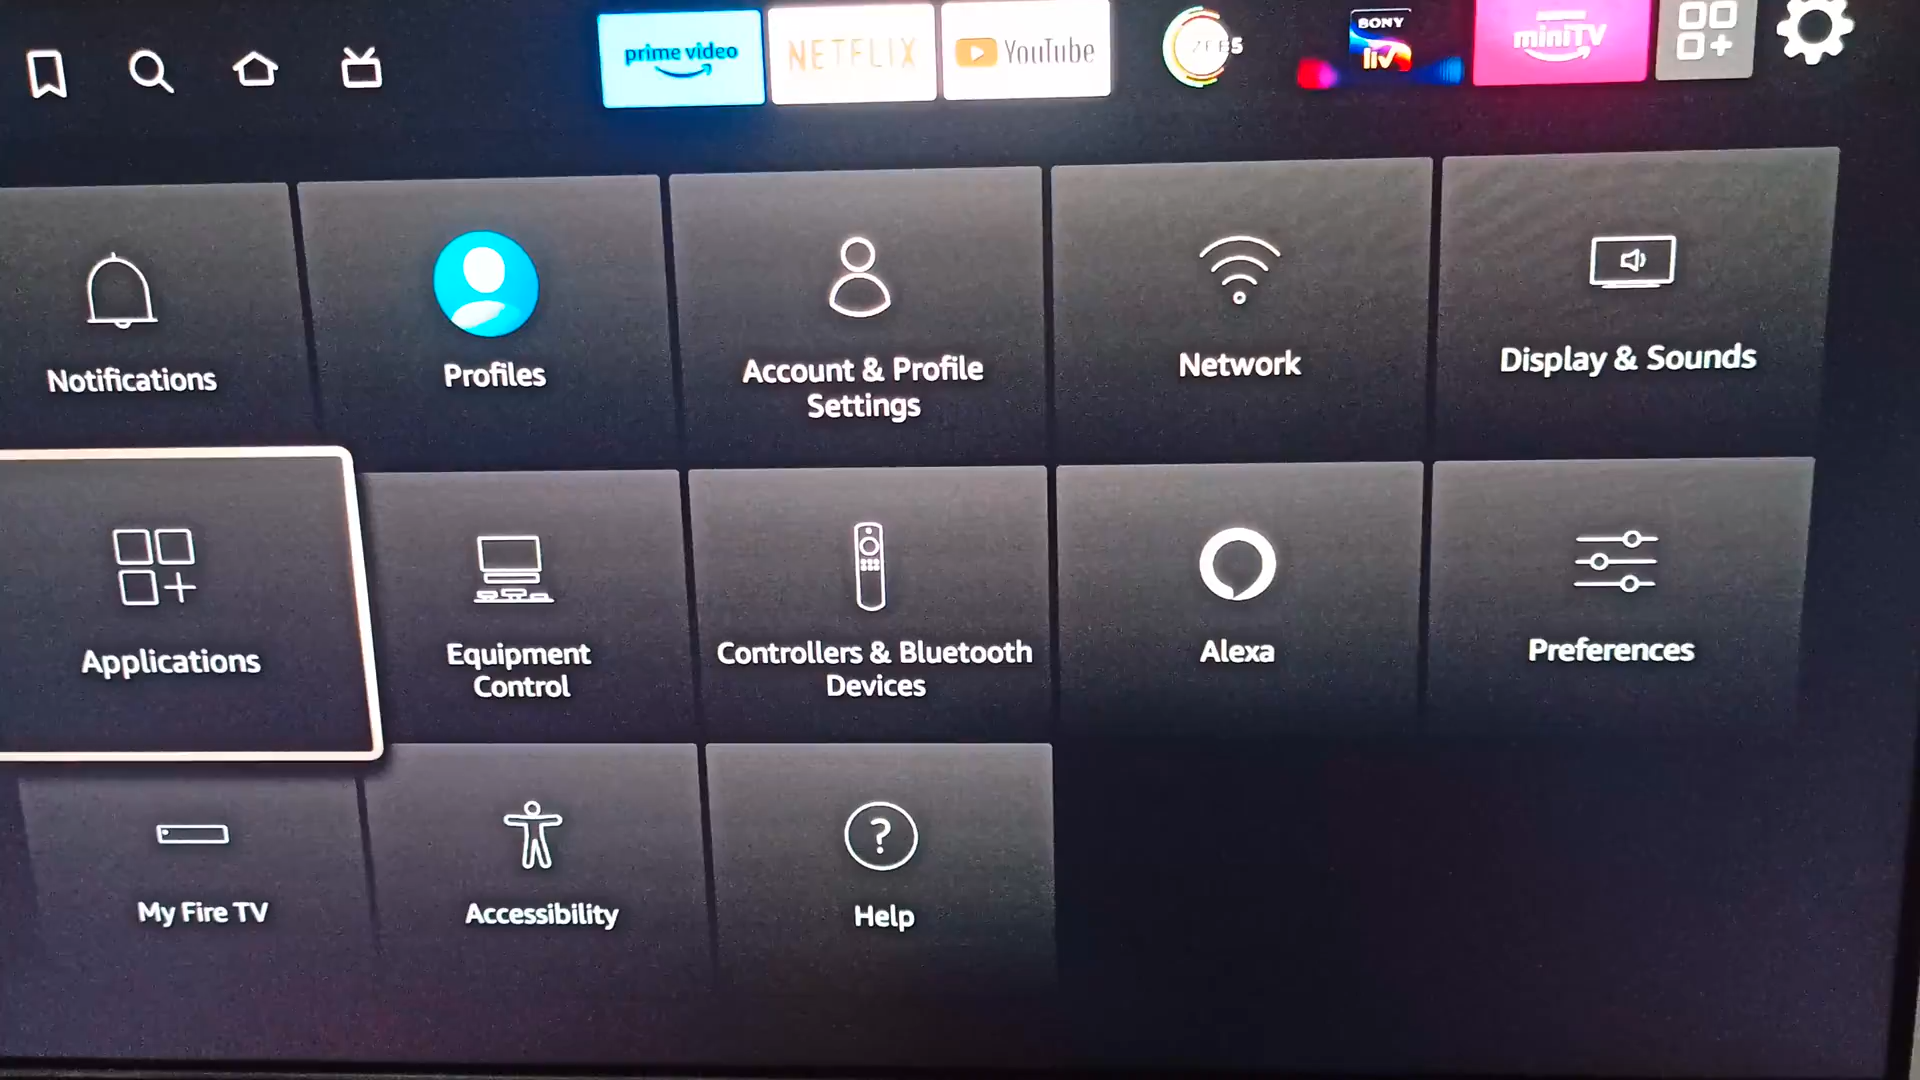 prime video
NETFLIX
YouTube
ZEE5
SONY
liv
miniTV
Notifications
Profiles
Account & Profile
Settings
Network
Display & Sounds
Applications
Equipment
Control
Controllers & Bluetooth
Devices
Alexa
Preferences
My Fire TV
Accessibility
Help